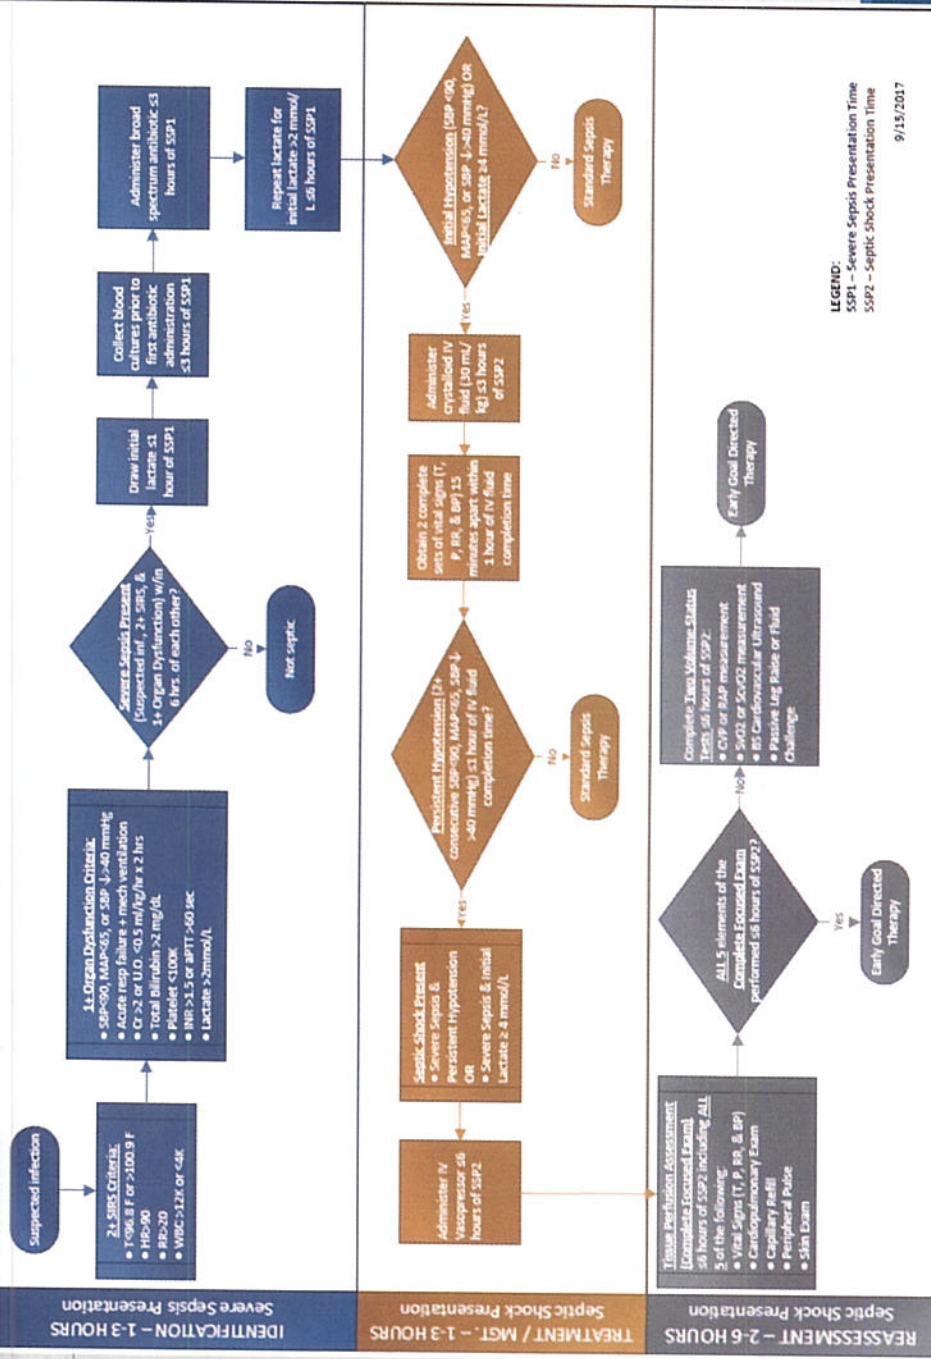 IDENTIFICATION – 1-3 HOURS
Severe Sepsis Presentation
Suspected infection
2+ SIRS Criteria:
• T<96.8 F or >100.9 F
• HR>90
• RR>20
• WBC >12K or <4K
1+ Organ Dysfunction Criteria:
• SBP<90, MAP<65, or SBP ↓>40 mmHg
• Acute resp failure + mech ventilation
• Cr >2 or U.O. <0.5 ml/kg/hr x 2 hrs
• Total Bilirubin >2 mg/dL
• Platelet <100K
• INR >1.5 or aPTT >60 sec
• Lactate >2mmol/L
Severe Sepsis Present
(Suspected inf., 2+ SIRS, &
1+ Organ Dysfunction) w/in
6 hrs. of each other?
No
Not septic
Yes
Draw initial
lactate ≤1
hour of SSP1
Collect blood
cultures prior to
first antibiotic
administration
≤3 hours of SSP1
Administer broad
spectrum antibiotic ≤3
hours of SSP1
Repeat lactate for
initial lactate >2 mmol/
L ≤6 hours of SSP1
TREATMENT / MGT. – 1-3 HOURS
Septic Shock Presentation
Initial Hypotension (SBP <90,
MAP<65, or SBP ↓>40 mmHg) OR
Initial Lactate ≥4 mmol/L?
No
Standard Sepsis
Therapy
Yes
Administer
crystalloid IV
fluid (30 mL/
kg) ≤3 hours
of SSP2
Obtain 2 complete
sets of vital signs (T,
P, RR, & BP) 15
minutes apart within
1 hour of IV fluid
completion time
Persistent Hypotension (2+
consecutive SBP<90, MAP<65, SBP↓
>40 mmHg) ≤1 hour of IV fluid
completion time?
No
Standard Sepsis
Therapy
Yes
Septic Shock Present
• Severe Sepsis &
Persistent Hypotension
OR
• Severe Sepsis & Initial
Lactate ≥ 4 mmol/L
Administer IV
Vasopressor ≤6
hours of SSP2
REASSESSMENT – 2-6 HOURS
Septic Shock Presentation
Tissue Perfusion Assessment
(Complete Focused Exam)
≤6 hours of SSP2 including ALL
5 of the following:
• Vital Signs (T, P, RR, & BP)
• Cardiopulmonary Exam
• Capillary Refill
• Peripheral Pulse
• Skin Exam
ALL 5 elements of the
Complete Focused Exam
performed ≤6 hours of SSP2?
Yes
Early Goal Directed
Therapy
No
Complete Two Volume Status
Tests ≤6 hours of SSP2:
• CVP or RAP measurement
• SvO2 or ScvO2 measurement
• BS Cardiovascular Ultrasound
• Passive Leg Raise or Fluid
Challenge
Early Goal Directed
Therapy
LEGEND:
SSP1 – Severe Sepsis Presentation Time
SSP2 – Septic Shock Presentation Time
9/15/2017